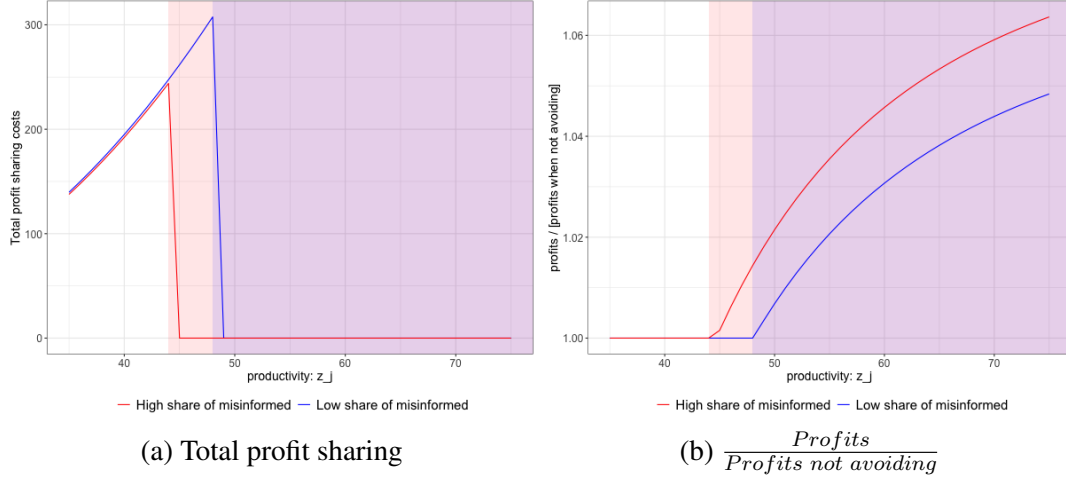 Total profit sharing costs
300
200
100
0
40
50
60
70
productivity: z_j
High share of misinformed
Low share of misinformed
(a) Total profit sharing
profits / [profits when not avoiding]
1.06
1.04
1.02
1.00
40
50
60
70
productivity: z_j
High share of misinformed
Low share of misinformed
(b) Profits
Profits not avoiding